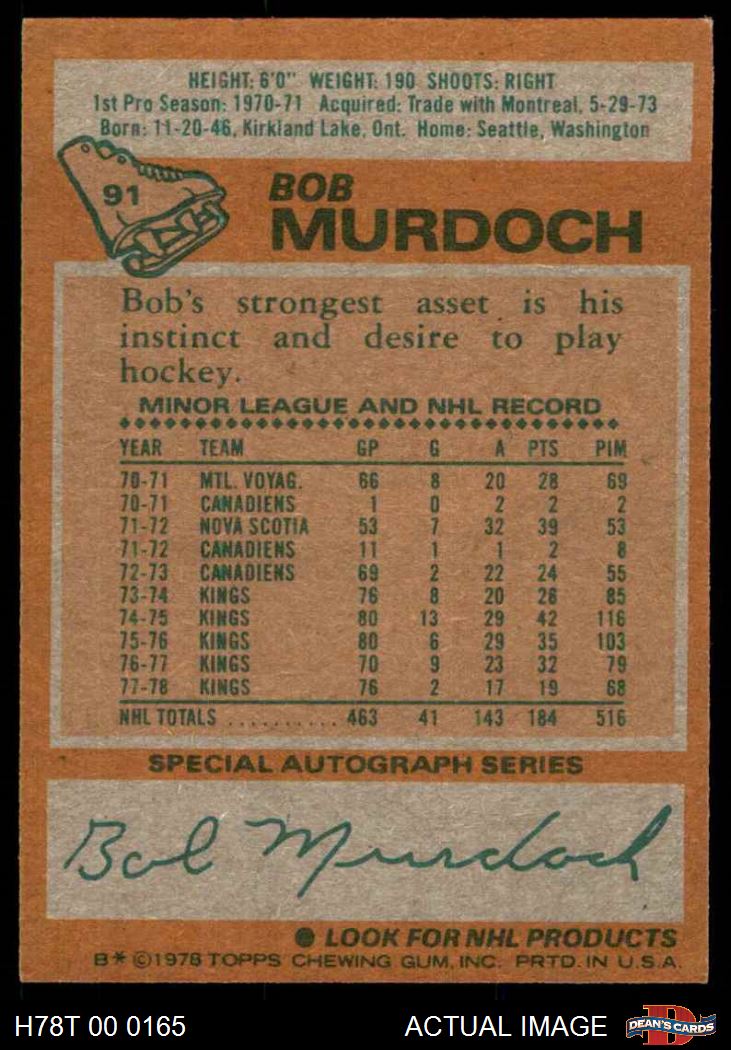 HEIGHT: 6'0" WEIGHT: 190 SHOOTS: RIGHT
1st Pro Season: 1970-71 Acquired: Trade with Montreal, 5-29-73
Born: 11-20-46, Kirkland Lake, Ont. Home: Seattle, Washington
91
BOB
MURDOCH
Bob's strongest asset is his
instinct and desire to play
hockey.
MINOR LEAGUE AND NHL RECORD
YEAR TEAM GP G A PTS PIM
70-71 MTL. VOYAG. 66 8 20 28 69
70-71 CANADIENS 1 0 2 2 2
71-72 NOVA SCOTIA 53 7 32 39 53
71-72 CANADIENS 11 1 1 2 8
72-73 CANADIENS 69 2 22 24 55
73-74 KINGS 76 8 20 28 85
74-75 KINGS 80 13 29 42 116
75-76 KINGS 80 6 29 35 103
76-77 KINGS 70 9 23 32 79
77-78 KINGS 76 2 17 19 68
NHL TOTALS .......... 463 41 143 184 516
SPECIAL AUTOGRAPH SERIES
Bob Murdoch
● LOOK FOR NHL PRODUCTS
B* ©1978 TOPPS CHEWING GUM, INC. PRTD. IN U.S.A.
H78T 00 0165 ACTUAL IMAGE D DEAN'S CARDS